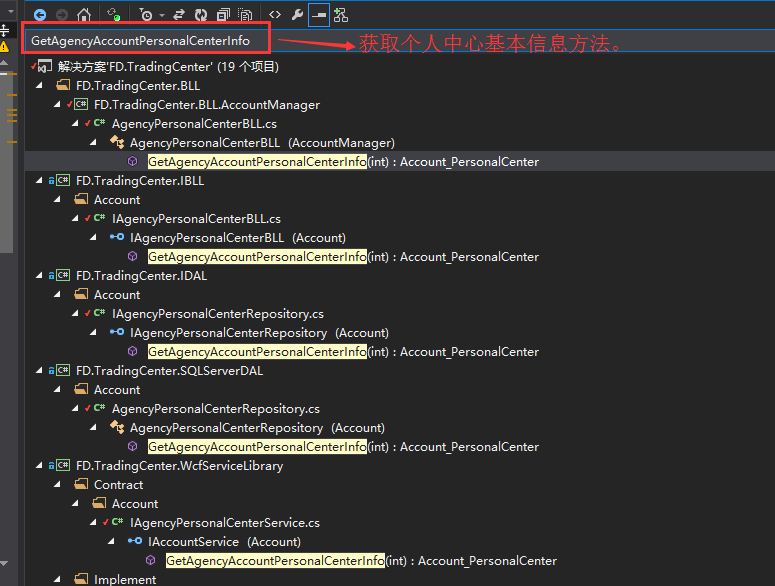 GetAgencyAccountPersonalCenterInfo
获取个人中心基本信息方法。
解决方案'FD.TradingCenter' (19 个项目)
FD.TradingCenter.BLL
C# FD.TradingCenter.BLL.AccountManager
C# AgencyPersonalCenterBLL.cs
AgencyPersonalCenterBLL (AccountManager)
GetAgencyAccountPersonalCenterInfo(int) : Account_PersonalCenter
C# FD.TradingCenter.IBLL
Account
C# IAgencyPersonalCenterBLL.cs
IAgencyPersonalCenterBLL (Account)
GetAgencyAccountPersonalCenterInfo(int) : Account_PersonalCenter
C# FD.TradingCenter.IDAL
Account
C# IAgencyPersonalCenterRepository.cs
IAgencyPersonalCenterRepository (Account)
GetAgencyAccountPersonalCenterInfo(int) : Account_PersonalCenter
C# FD.TradingCenter.SQLServerDAL
Account
C# AgencyPersonalCenterRepository.cs
AgencyPersonalCenterRepository (Account)
GetAgencyAccountPersonalCenterInfo(int) : Account_PersonalCenter
C# FD.TradingCenter.WcfServiceLibrary
Contract
Account
C# IAgencyPersonalCenterService.cs
IAccountService (Account)
GetAgencyAccountPersonalCenterInfo(int) : Account_PersonalCenter
Implement